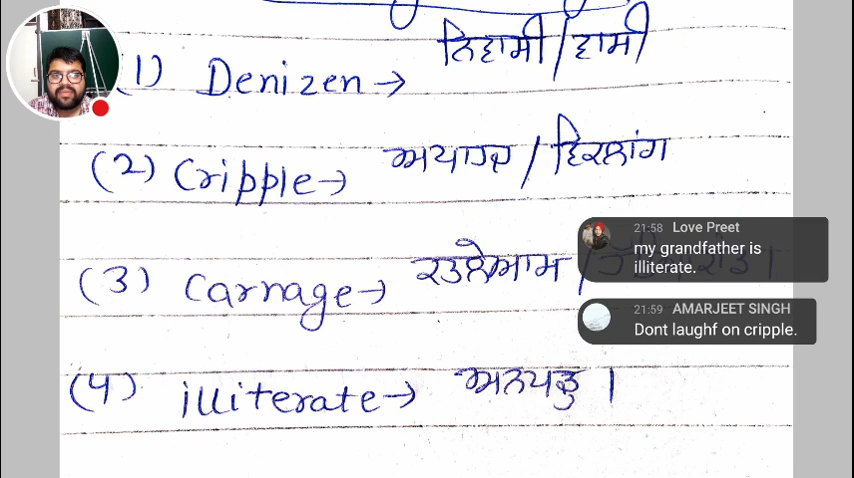 (1) Denizen → ਨਿਵਾਸੀ / ਵਾਸੀ
(2) Cripple → ਅਪਾਹਜ / ਵਿਕਲਾਂਗ
21:58 Love Preet
my grandfather is
illiterate.
(3) Carnage → ਕਤਲੇਆਮ /
21:59 AMARJEET SINGH
Dont laughf on cripple.
(4) illiterate → ਅਨਪੜ੍ਹ ।